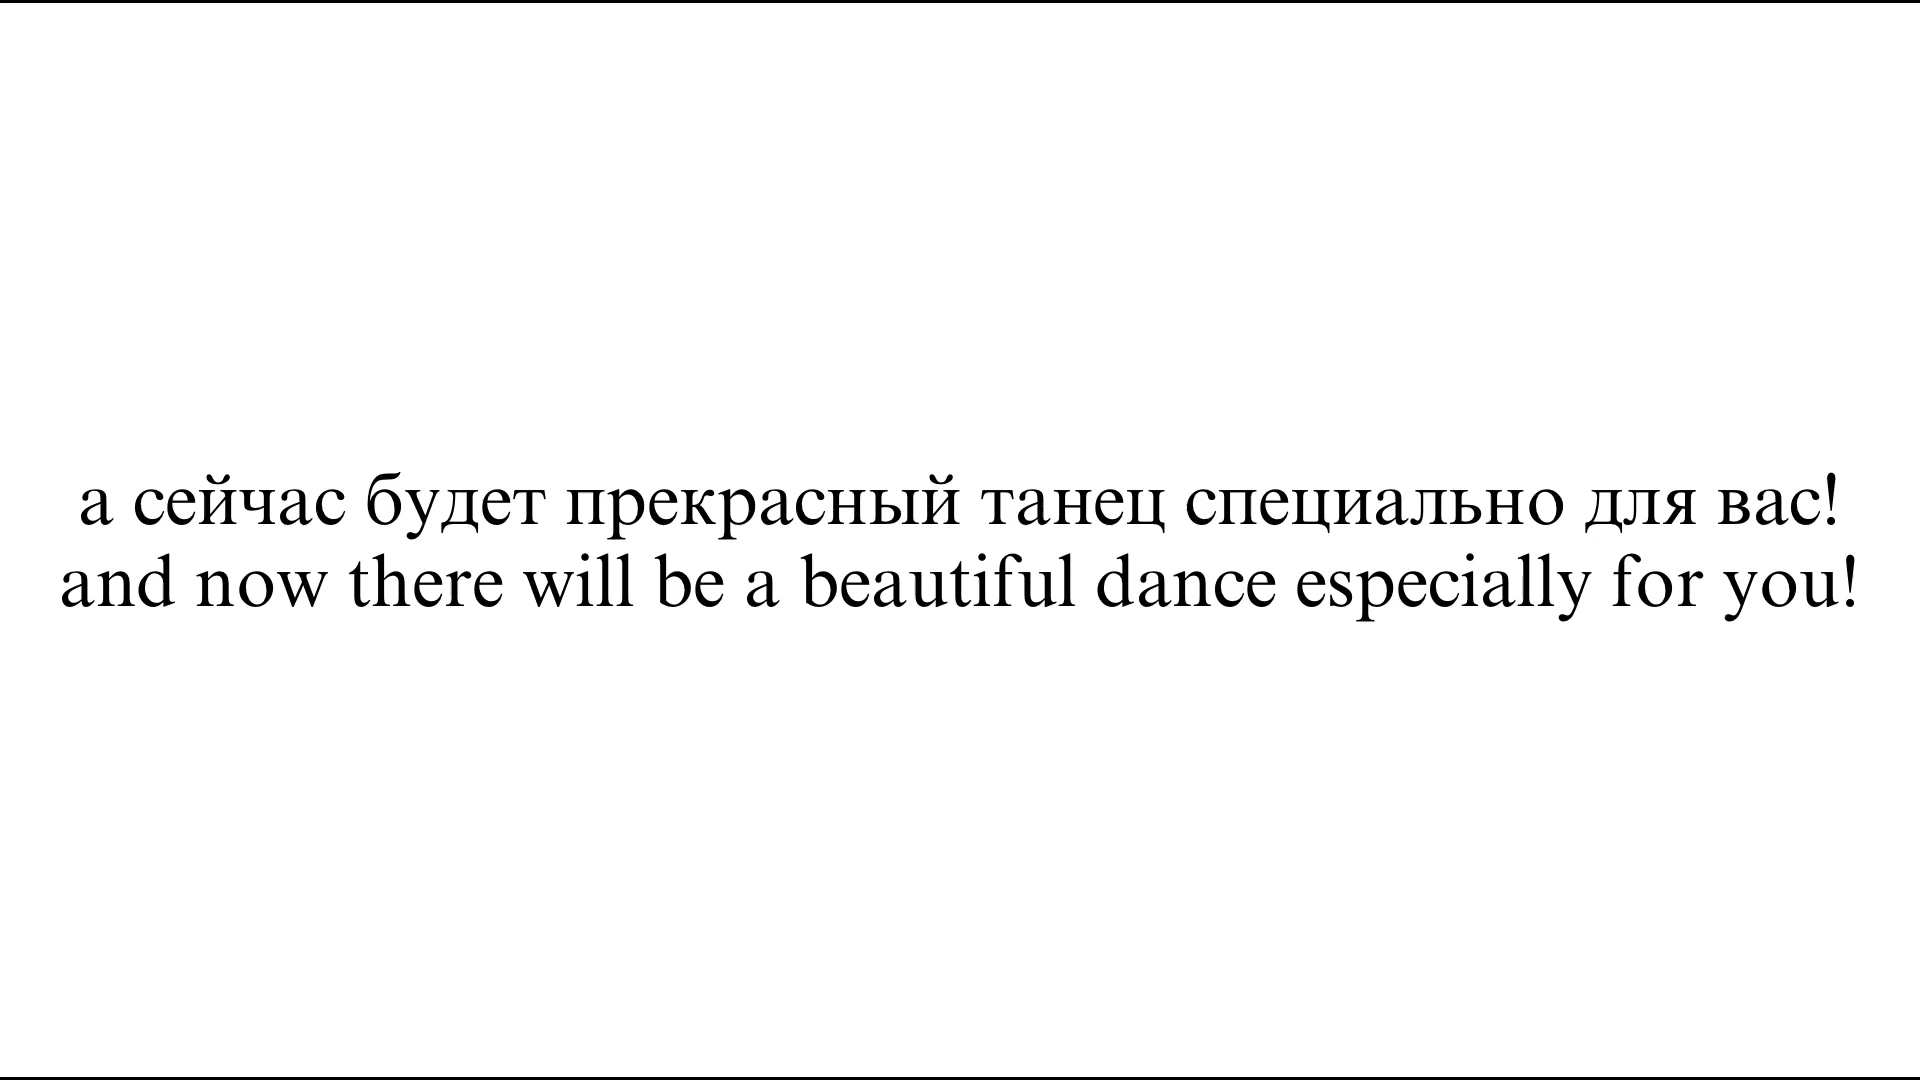 а сейчас будет прекрасный танец специально для вас!
and now there will be a beautiful dance especially for you!